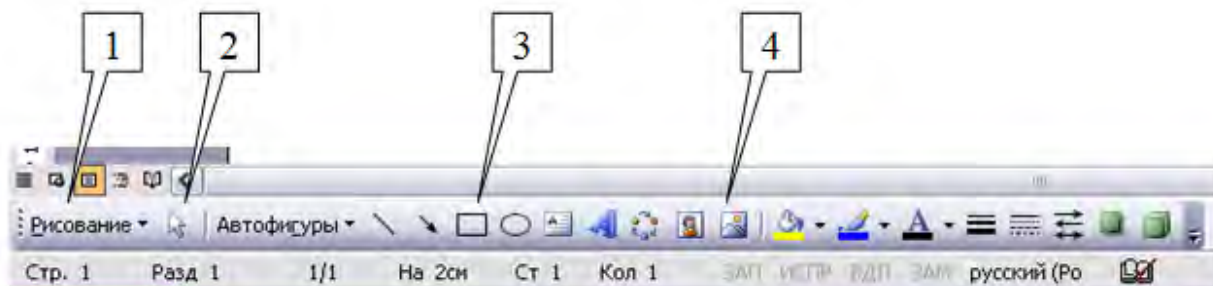 1 2 3 4
1
Рисование Автофигуры A A A
Стр. 1 Разд 1 1/1 На 2см Ст 1 Кол 1 ЗАП ИСПР ВДЛ ЗАМ русский (Ро